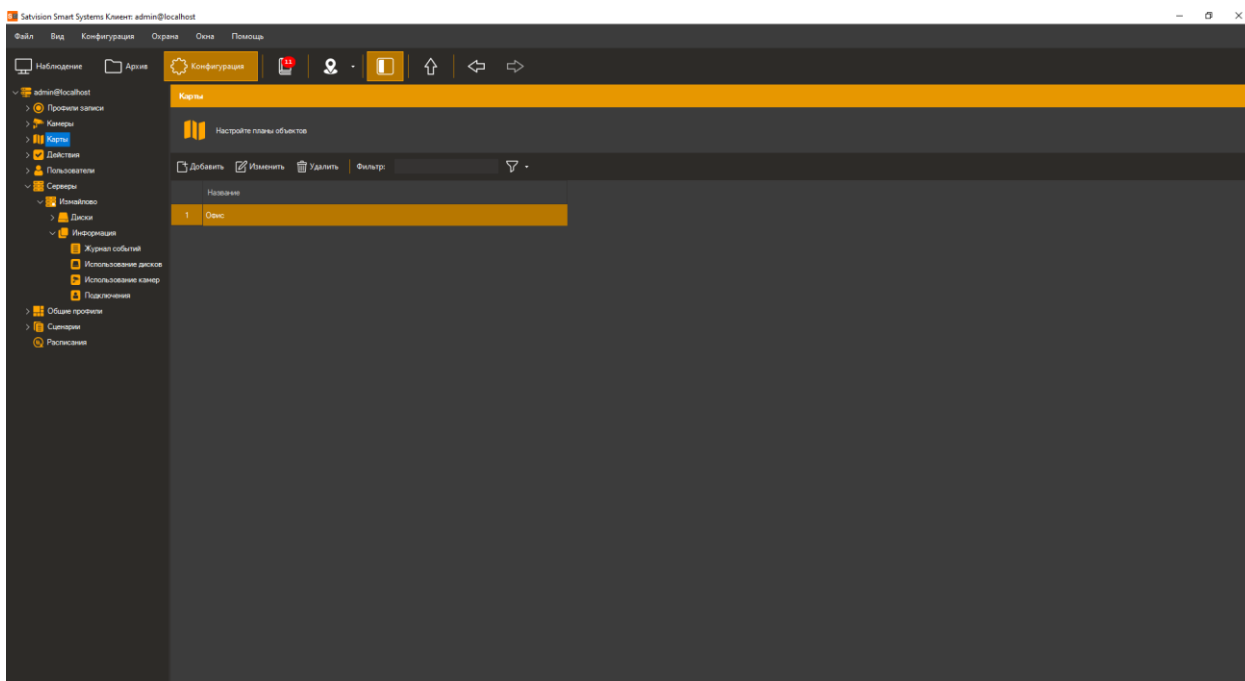 Satvision Smart Systems Клиент: admin@localhost
Файл Вид Конфигурация Охрана Окна Помощь
Наблюдение Архив Конфигурация 11
admin@localhost
Профили записи
Камеры
Карты
Действия
Пользователи
Серверы
Измайлово
Диски
Информация
Журнал событий
Использование дисков
Использование камер
Подключения
Общие профили
Сценарии
Расписания
Карты
Настройте планы объектов
Добавить Изменить Удалить Фильтр:
Название
1 Офис